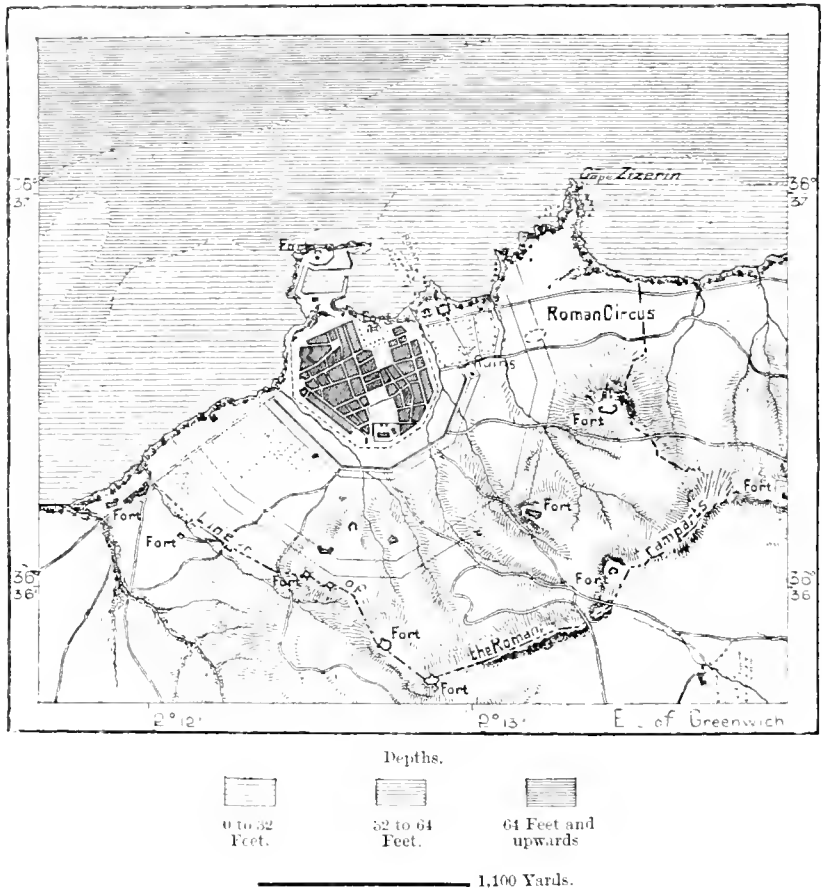 Cape Zizerin
36°
37'
36°
37'
Fort
Fort
Roman Circus
Ruins
Fort
Fort
Fort
Fort
Fort
Line of
the Roman
ramparts
Fort
Fort
Fort
Fort
36°
36'
36°
36'
2° 12'
2° 13'
E. of Greenwich
Depths.
0 to 32
Feet.
32 to 64
Feet.
64 Feet and
upwards
1,100 Yards.